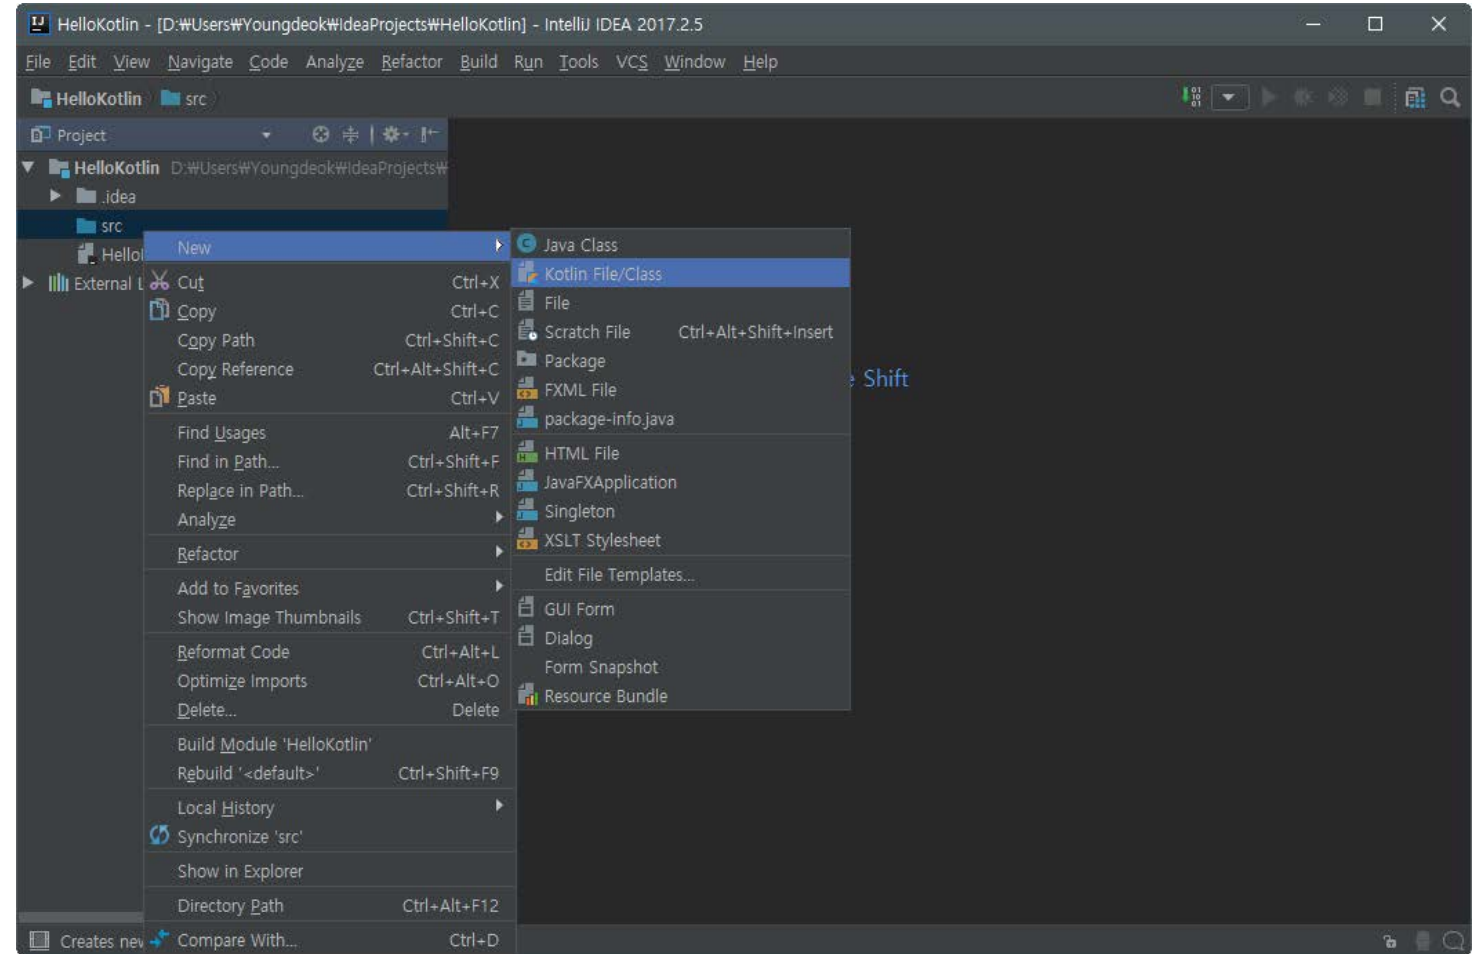 HelloKotlin - [D:₩Users₩Youngdeok₩IdeaProjects₩HelloKotlin] - IntelliJ IDEA 2017.2.5
File Edit View Navigate Code Analyze Refactor Build Run Tools VCS Window Help
HelloKotlin src
Project
HelloKotlin D:₩Users₩Youngdeok₩IdeaProjects₩
.idea
src
External
New
Cut Ctrl+X
Copy Ctrl+C
Copy Path Ctrl+Shift+C
Copy Reference Ctrl+Alt+Shift+C
Paste Ctrl+V
Find Usages Alt+F7
Find in Path... Ctrl+Shift+F
Replace in Path... Ctrl+Shift+R
Analyze
Refactor
Add to Favorites
Show Image Thumbnails Ctrl+Shift+T
Reformat Code Ctrl+Alt+L
Optimize Imports Ctrl+Alt+O
Delete... Delete
Build Module 'HelloKotlin'
Rebuild '<default>' Ctrl+Shift+F9
Local History
Synchronize 'src'
Show in Explorer
Directory Path Ctrl+Alt+F12
Compare With... Ctrl+D
Java Class
Kotlin File/Class
File
Scratch File Ctrl+Alt+Shift+Insert
Package
FXML File
package-info.java
HTML File
JavaFXApplication
Singleton
XSLT Stylesheet
Edit File Templates...
GUI Form
Dialog
Form Snapshot
Resource Bundle
Shift
Creates